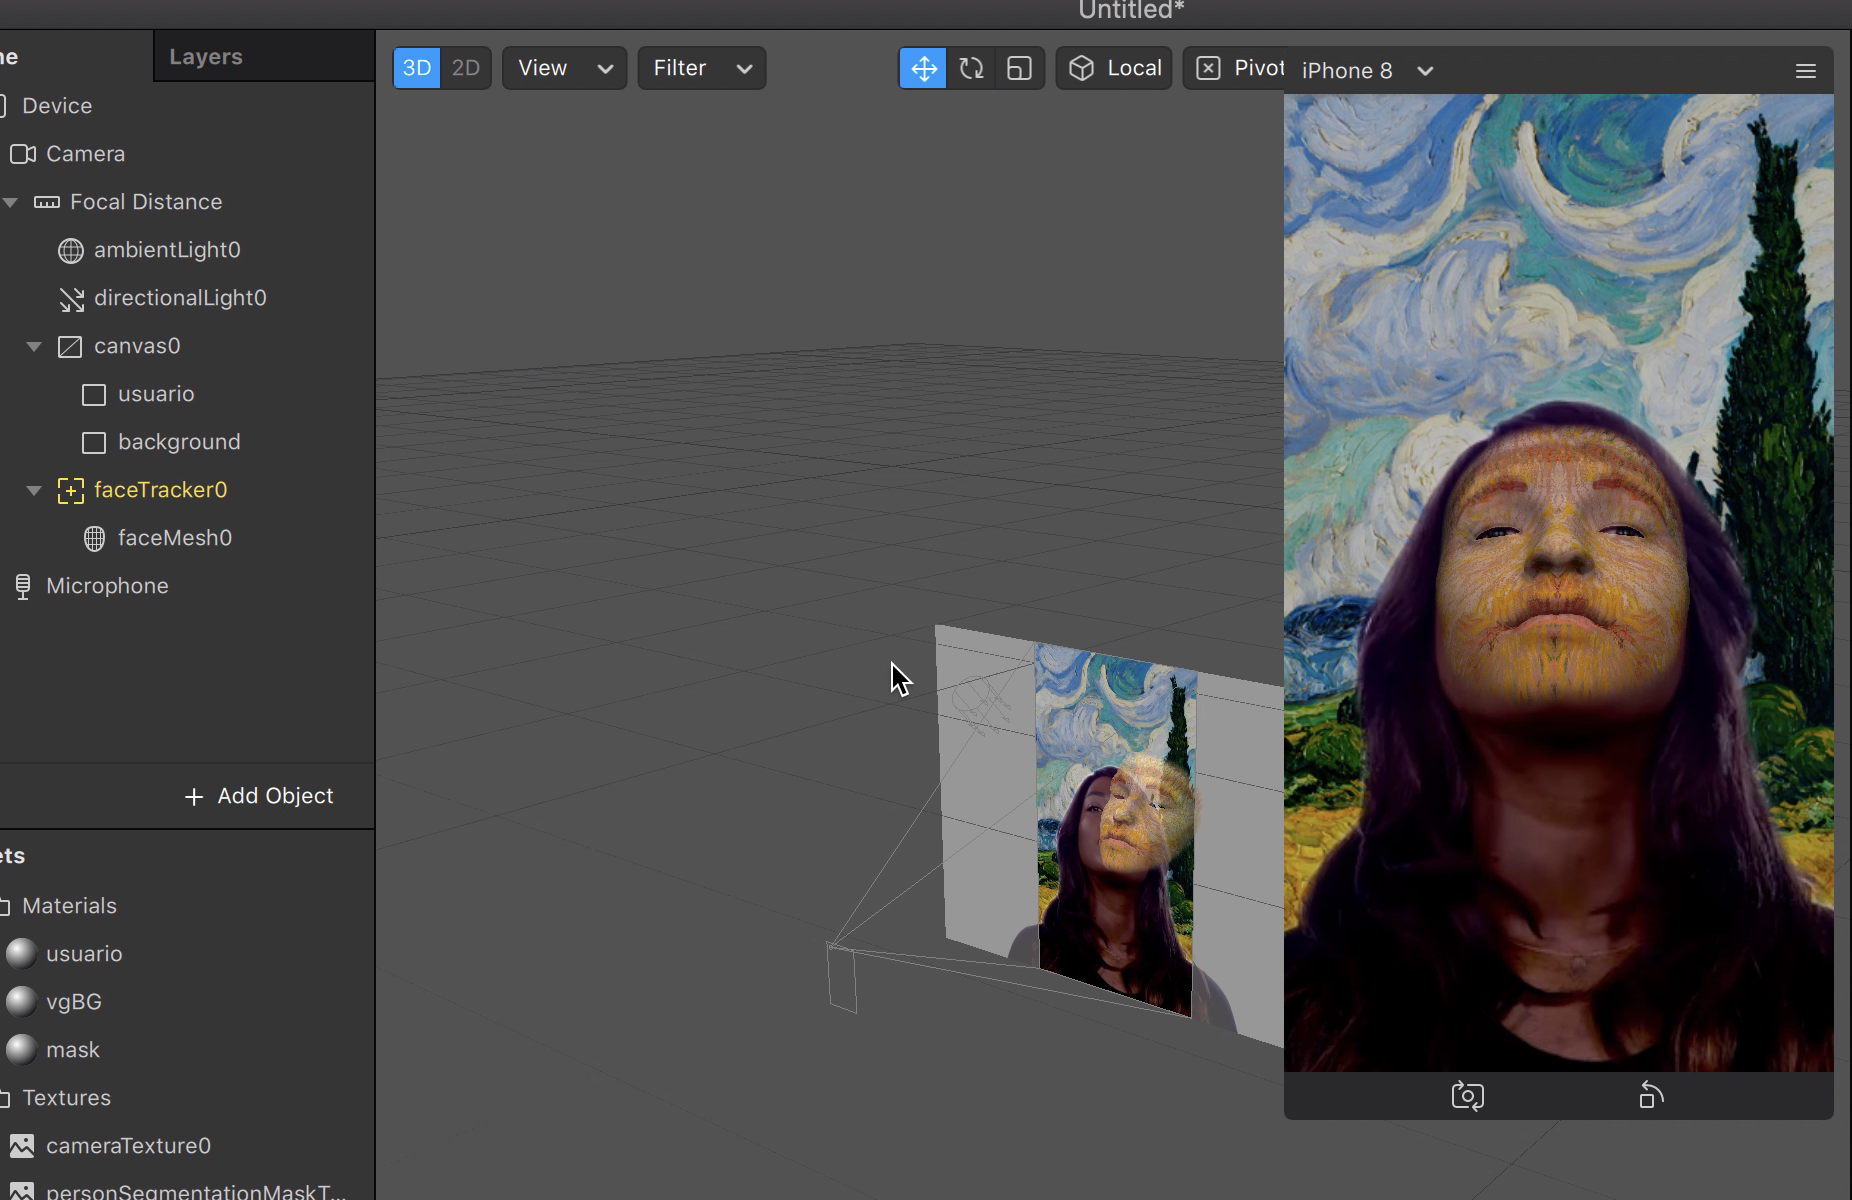 Untitled*
ne
Layers
3D
2D
View
Filter
Local
Pivot
iPhone 8
Device
Camera
Focal Distance
ambientLight0
directionalLight0
canvas0
usuario
background
faceTracker0
faceMesh0
Microphone
+ Add Object
ets
Materials
usuario
vgBG
mask
Textures
cameraTexture0
personSegmentationMaskT...